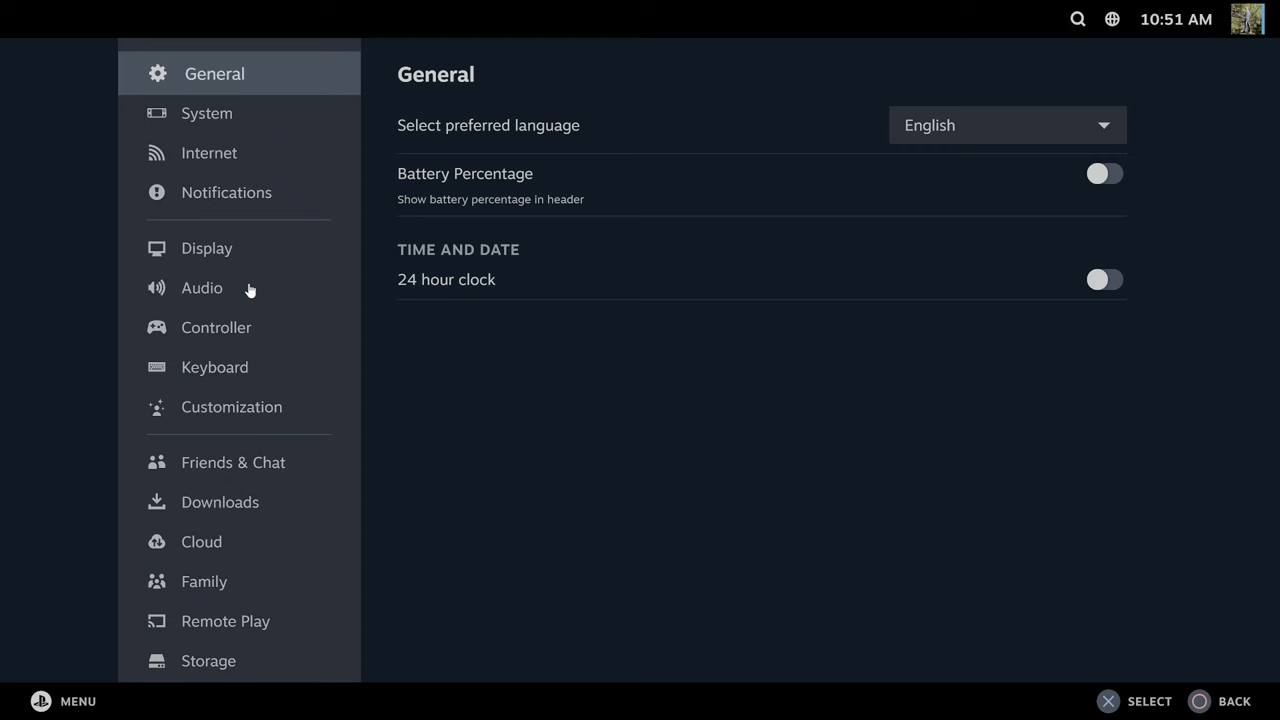 10:51 AM
General
System
Internet
Notifications
Display
Audio
Controller
Keyboard
Customization
Friends & Chat
Downloads
Cloud
Family
Remote Play
Storage
General
Select preferred language
English
Battery Percentage
Show battery percentage in header
TIME AND DATE
24 hour clock
MENU
SELECT
BACK